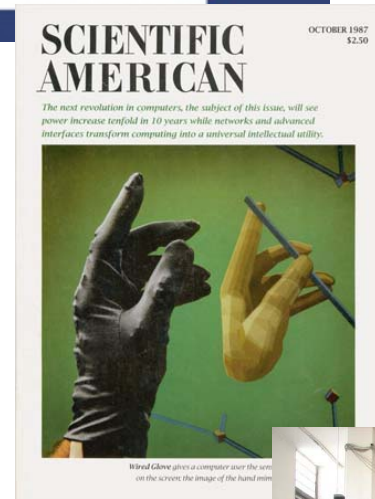 SCIENTIFIC
AMERICAN
OCTOBER 1987
$2.50
The next revolution in computers, the subject of this issue, will see
power increase tenfold in 10 years while networks and advanced
interfaces transform computing into a universal intellectual utility.
Wired Glove gives a computer user the
on the screen; the image of the hand